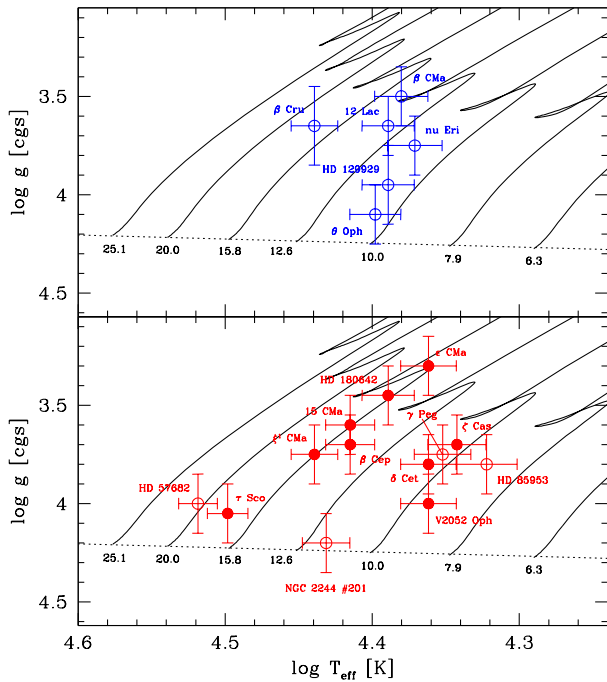 3.5
4
4.5
log g [cgs]
β CMa
β Cru
12 Lac
nu Eri
HD 129929
θ Oph
25.1 20.0 15.8 12.6 10.0 7.9 6.3
3.5
4
4.5
log g [cgs]
ε CMa
HD 180642
15 CMa
γ Peg
ζ Cas
ξ¹ CMa
β Cep
δ Cet
HD 85953
HD 57682
τ Sco
V2052 Oph
NGC 2244 #201
25.1 20.0 15.8 12.6 10.0 7.9 6.3
4.6 4.5 4.4 4.3
log T_eff [K]